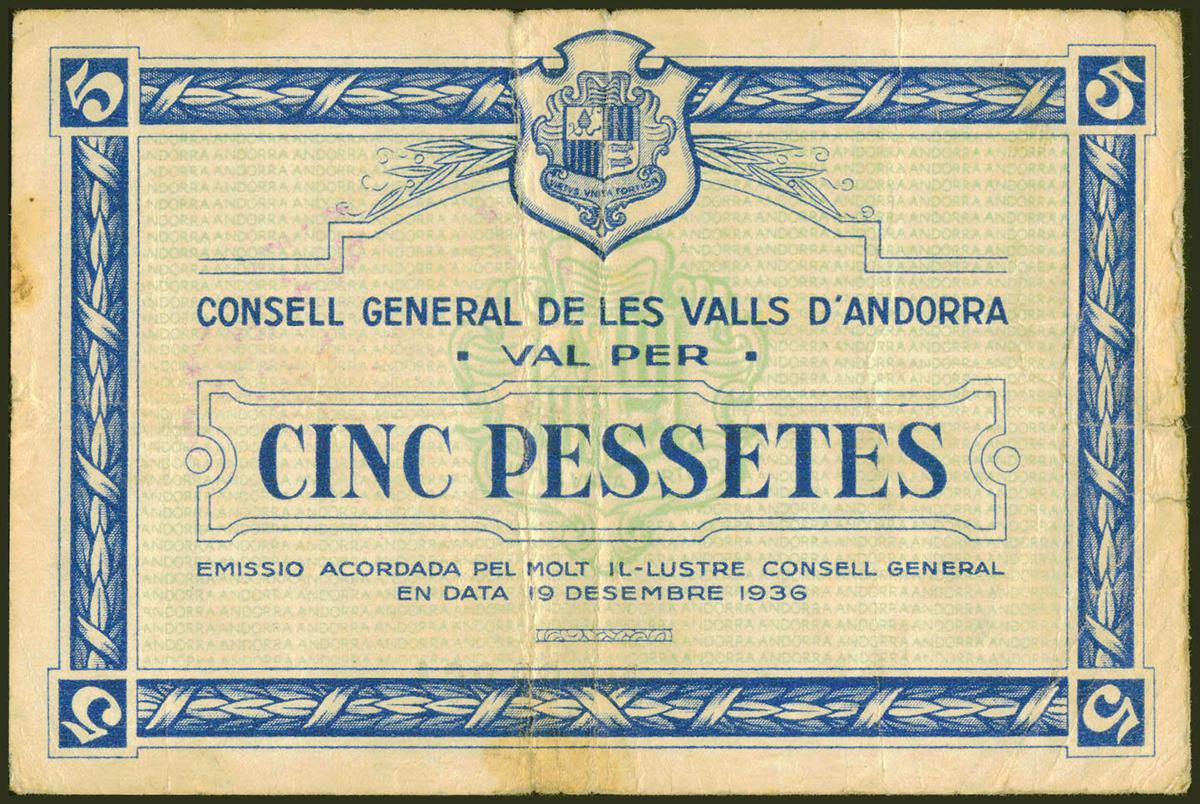 5 5
VIRTVS VNITA FORTIOR
CONSELL GENERAL DE LES VALLS D'ANDORRA
· VAL PER ·
CINC PESSETES
EMISSIO ACORDADA PEL MOLT IL-LUSTRE CONSELL GENERAL
EN DATA 19 DESEMBRE 1936
5 5